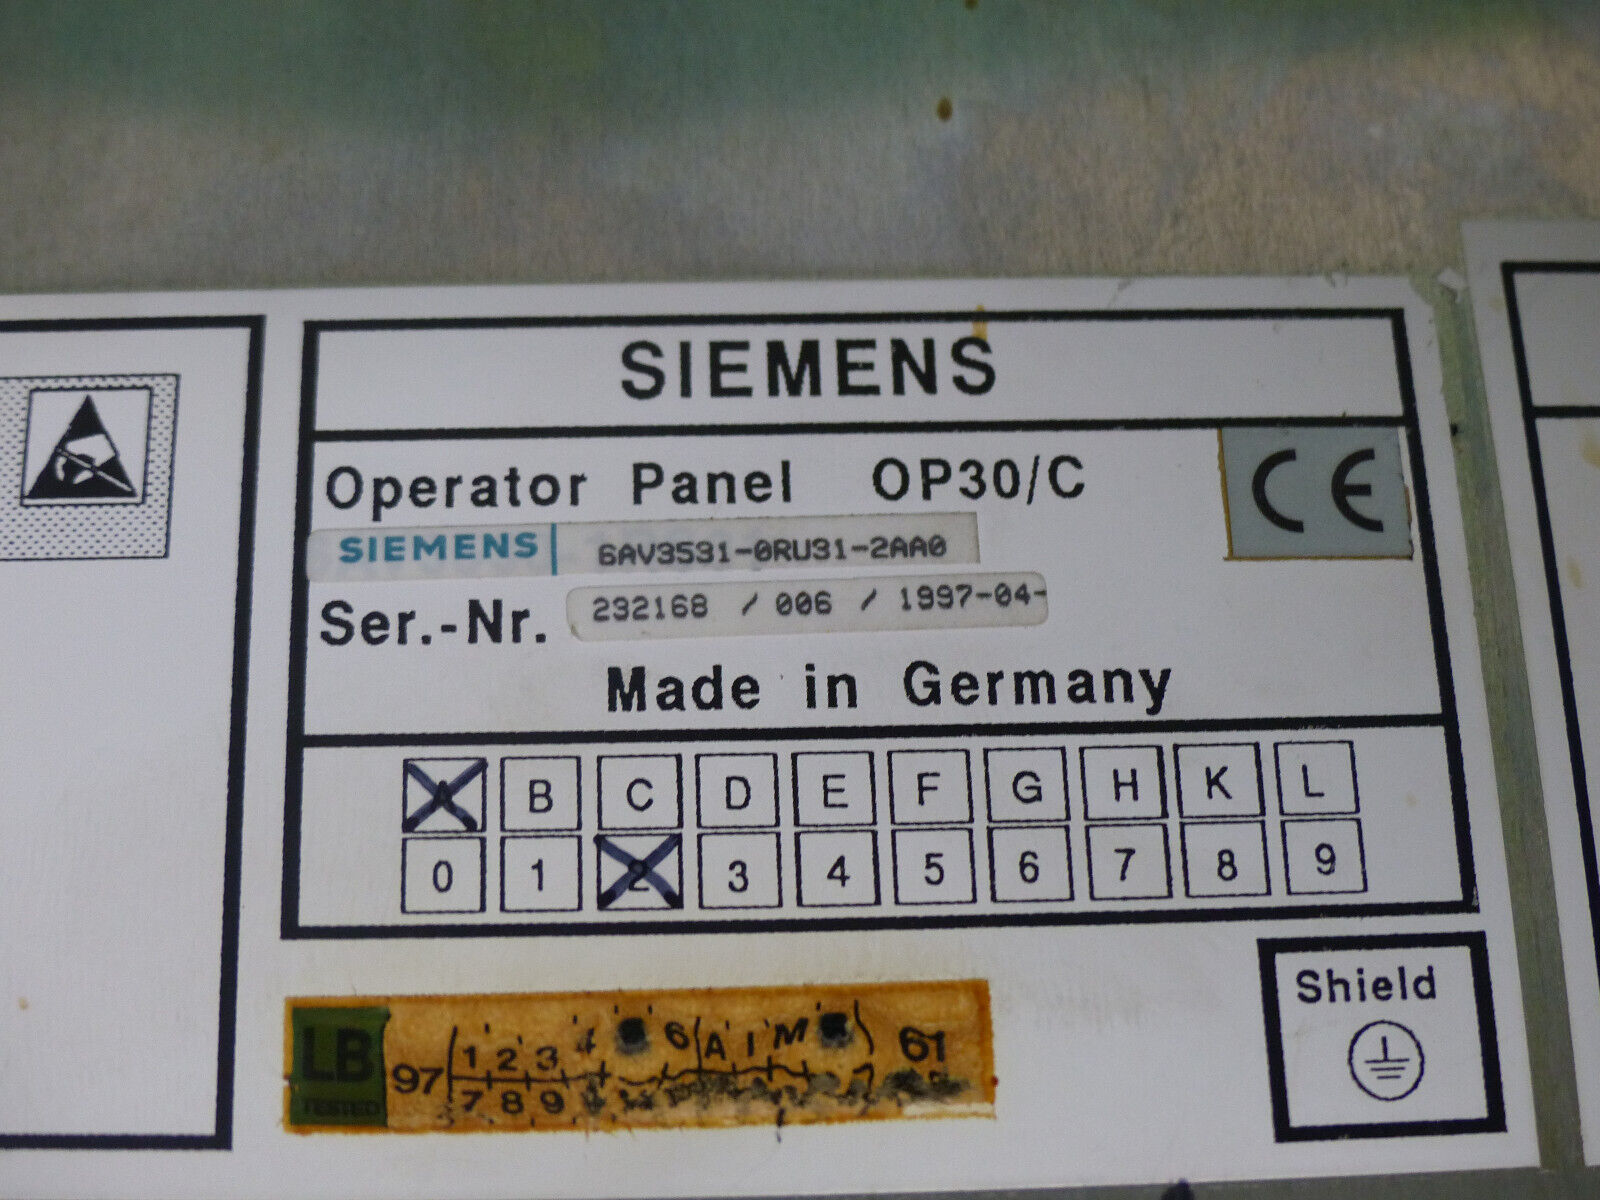 SIEMENS
Operator Panel OP30/C
CE
SIEMENS 6AV3531-0RU31-2AA0
Ser.-Nr. 232168 / 006 / 1997-04-
Made in Germany
A B C D E F G H K L
0 1 2 3 4 5 6 7 8 9
LB 97 1 2 3 4 6 A I M 61
TESTED 7 8 9
Shield